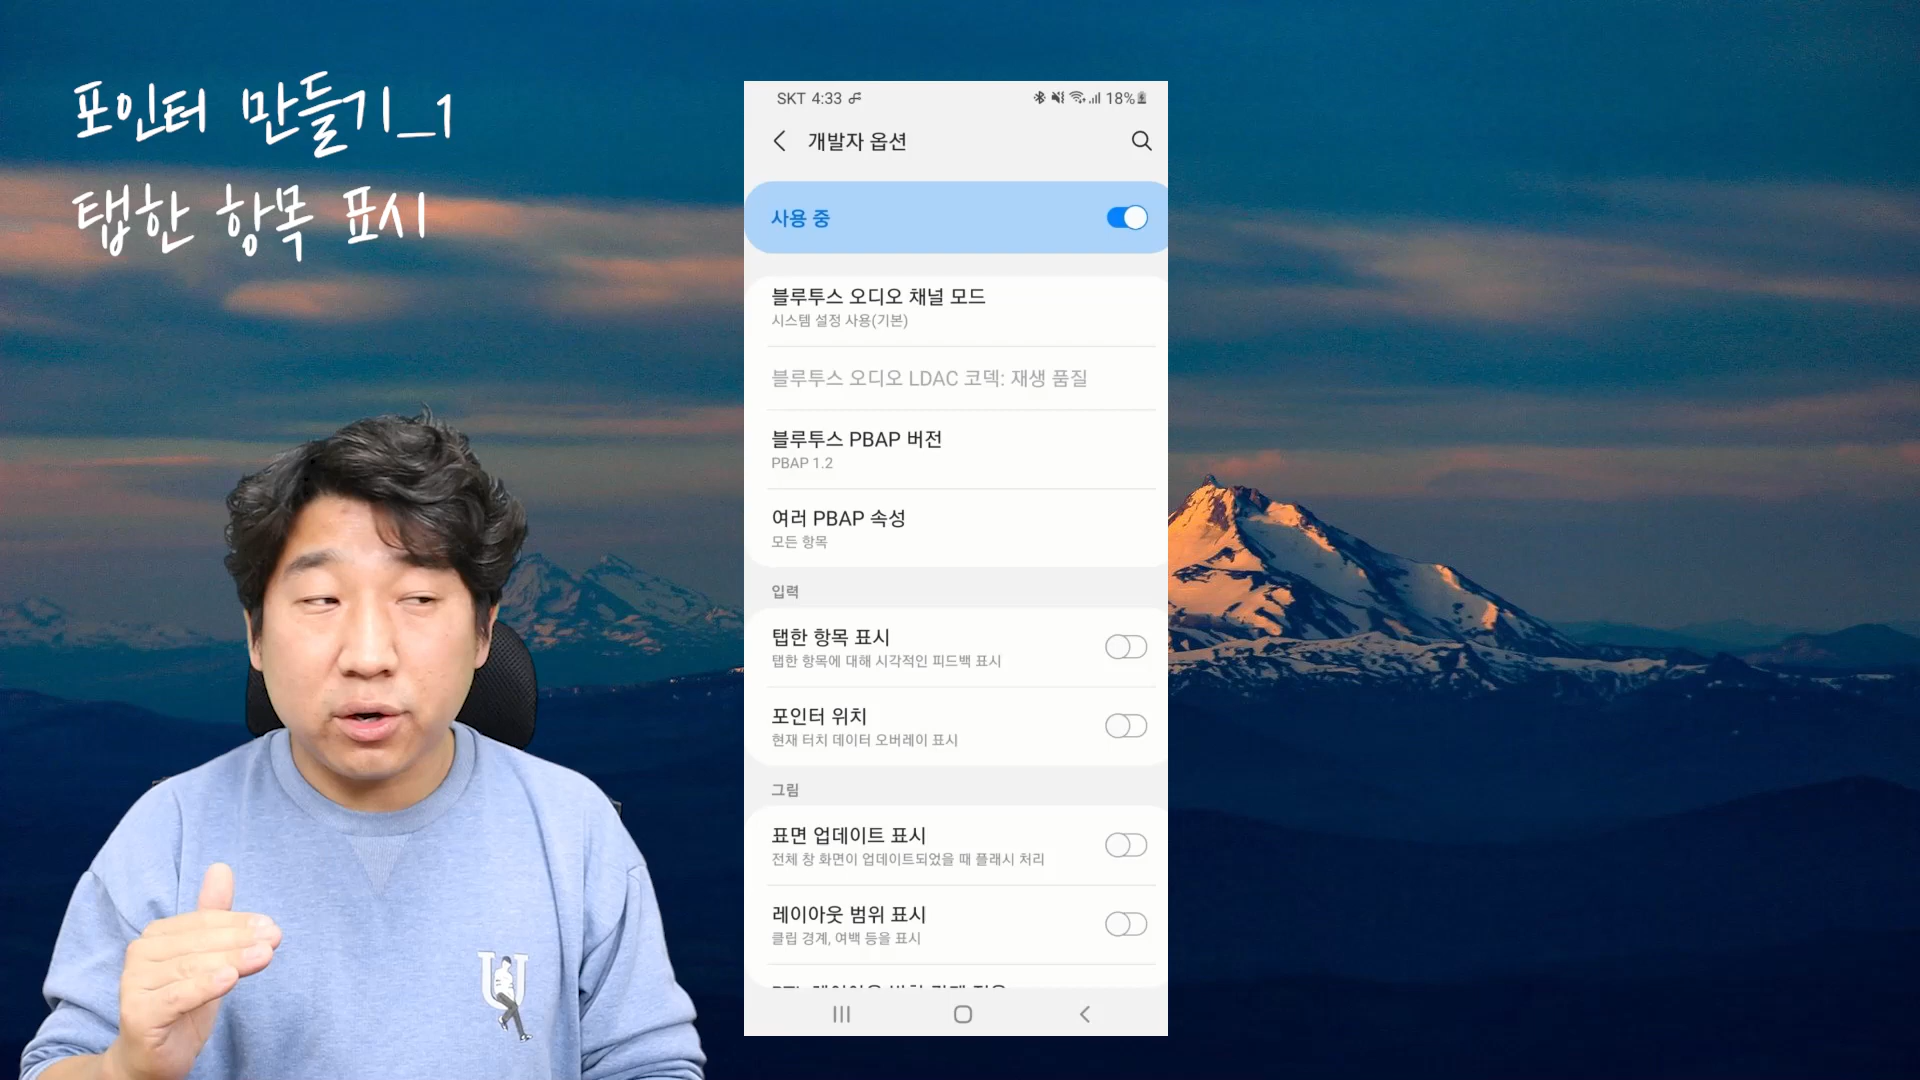 포인터 만들기_1
탭한 항목 표시
SKT 4:33
18%
개발자 옵션
사용 중
블루투스 오디오 채널 모드
시스템 설정 사용(기본)
블루투스 오디오 LDAC 코덱: 재생 품질
블루투스 PBAP 버전
PBAP 1.2
여러 PBAP 속성
모든 항목
입력
탭한 항목 표시
탭한 항목에 대해 시각적인 피드백 표시
포인터 위치
현재 터치 데이터 오버레이 표시
그림
표면 업데이트 표시
전체 창 화면이 업데이트되었을 때 플래시 처리
레이아웃 범위 표시
클립 경계, 여백 등을 표시
U